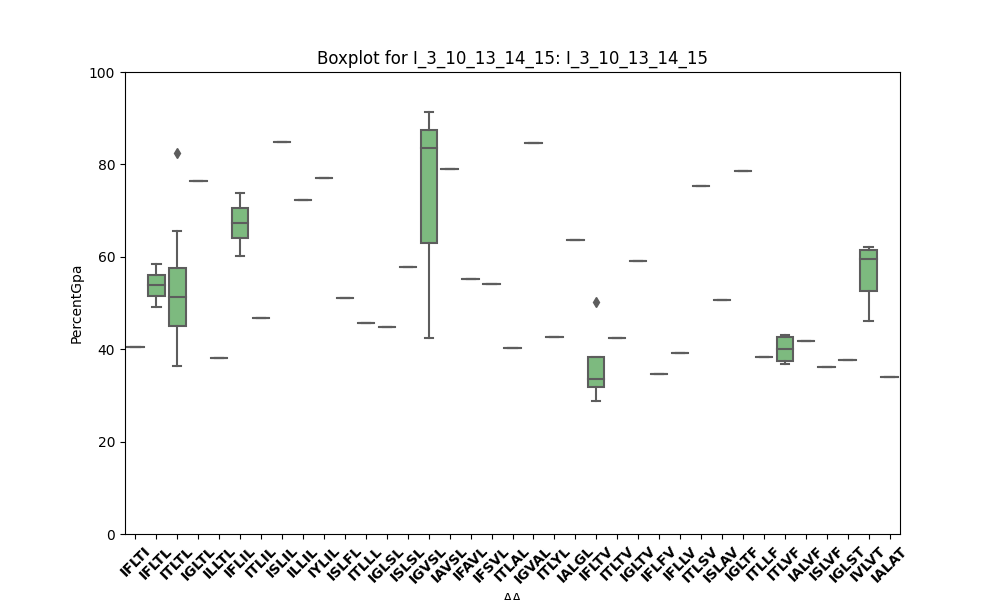 Boxplot for I_3_10_13_14_15: I_3_10_13_14_15
100
80
60
40
20
0
PercentGpa
IFLTI IFLTL ITLTL IGLTL ILLTL IFLIL ITLIL ISLIL ILLIL IYLIL ISLFL ITLLL IGLSL ISLSL IGVSL IAVSL IFAVL IFSVL ITLAL IGVAL ITLYL IALGL IFLTV ITLTV IGLTV IFLFV IFLLV ITLSV ISLAV IGLTF ITLLF ITLVF IALVF ISLVF IGLST IVLVT IALAT
AA